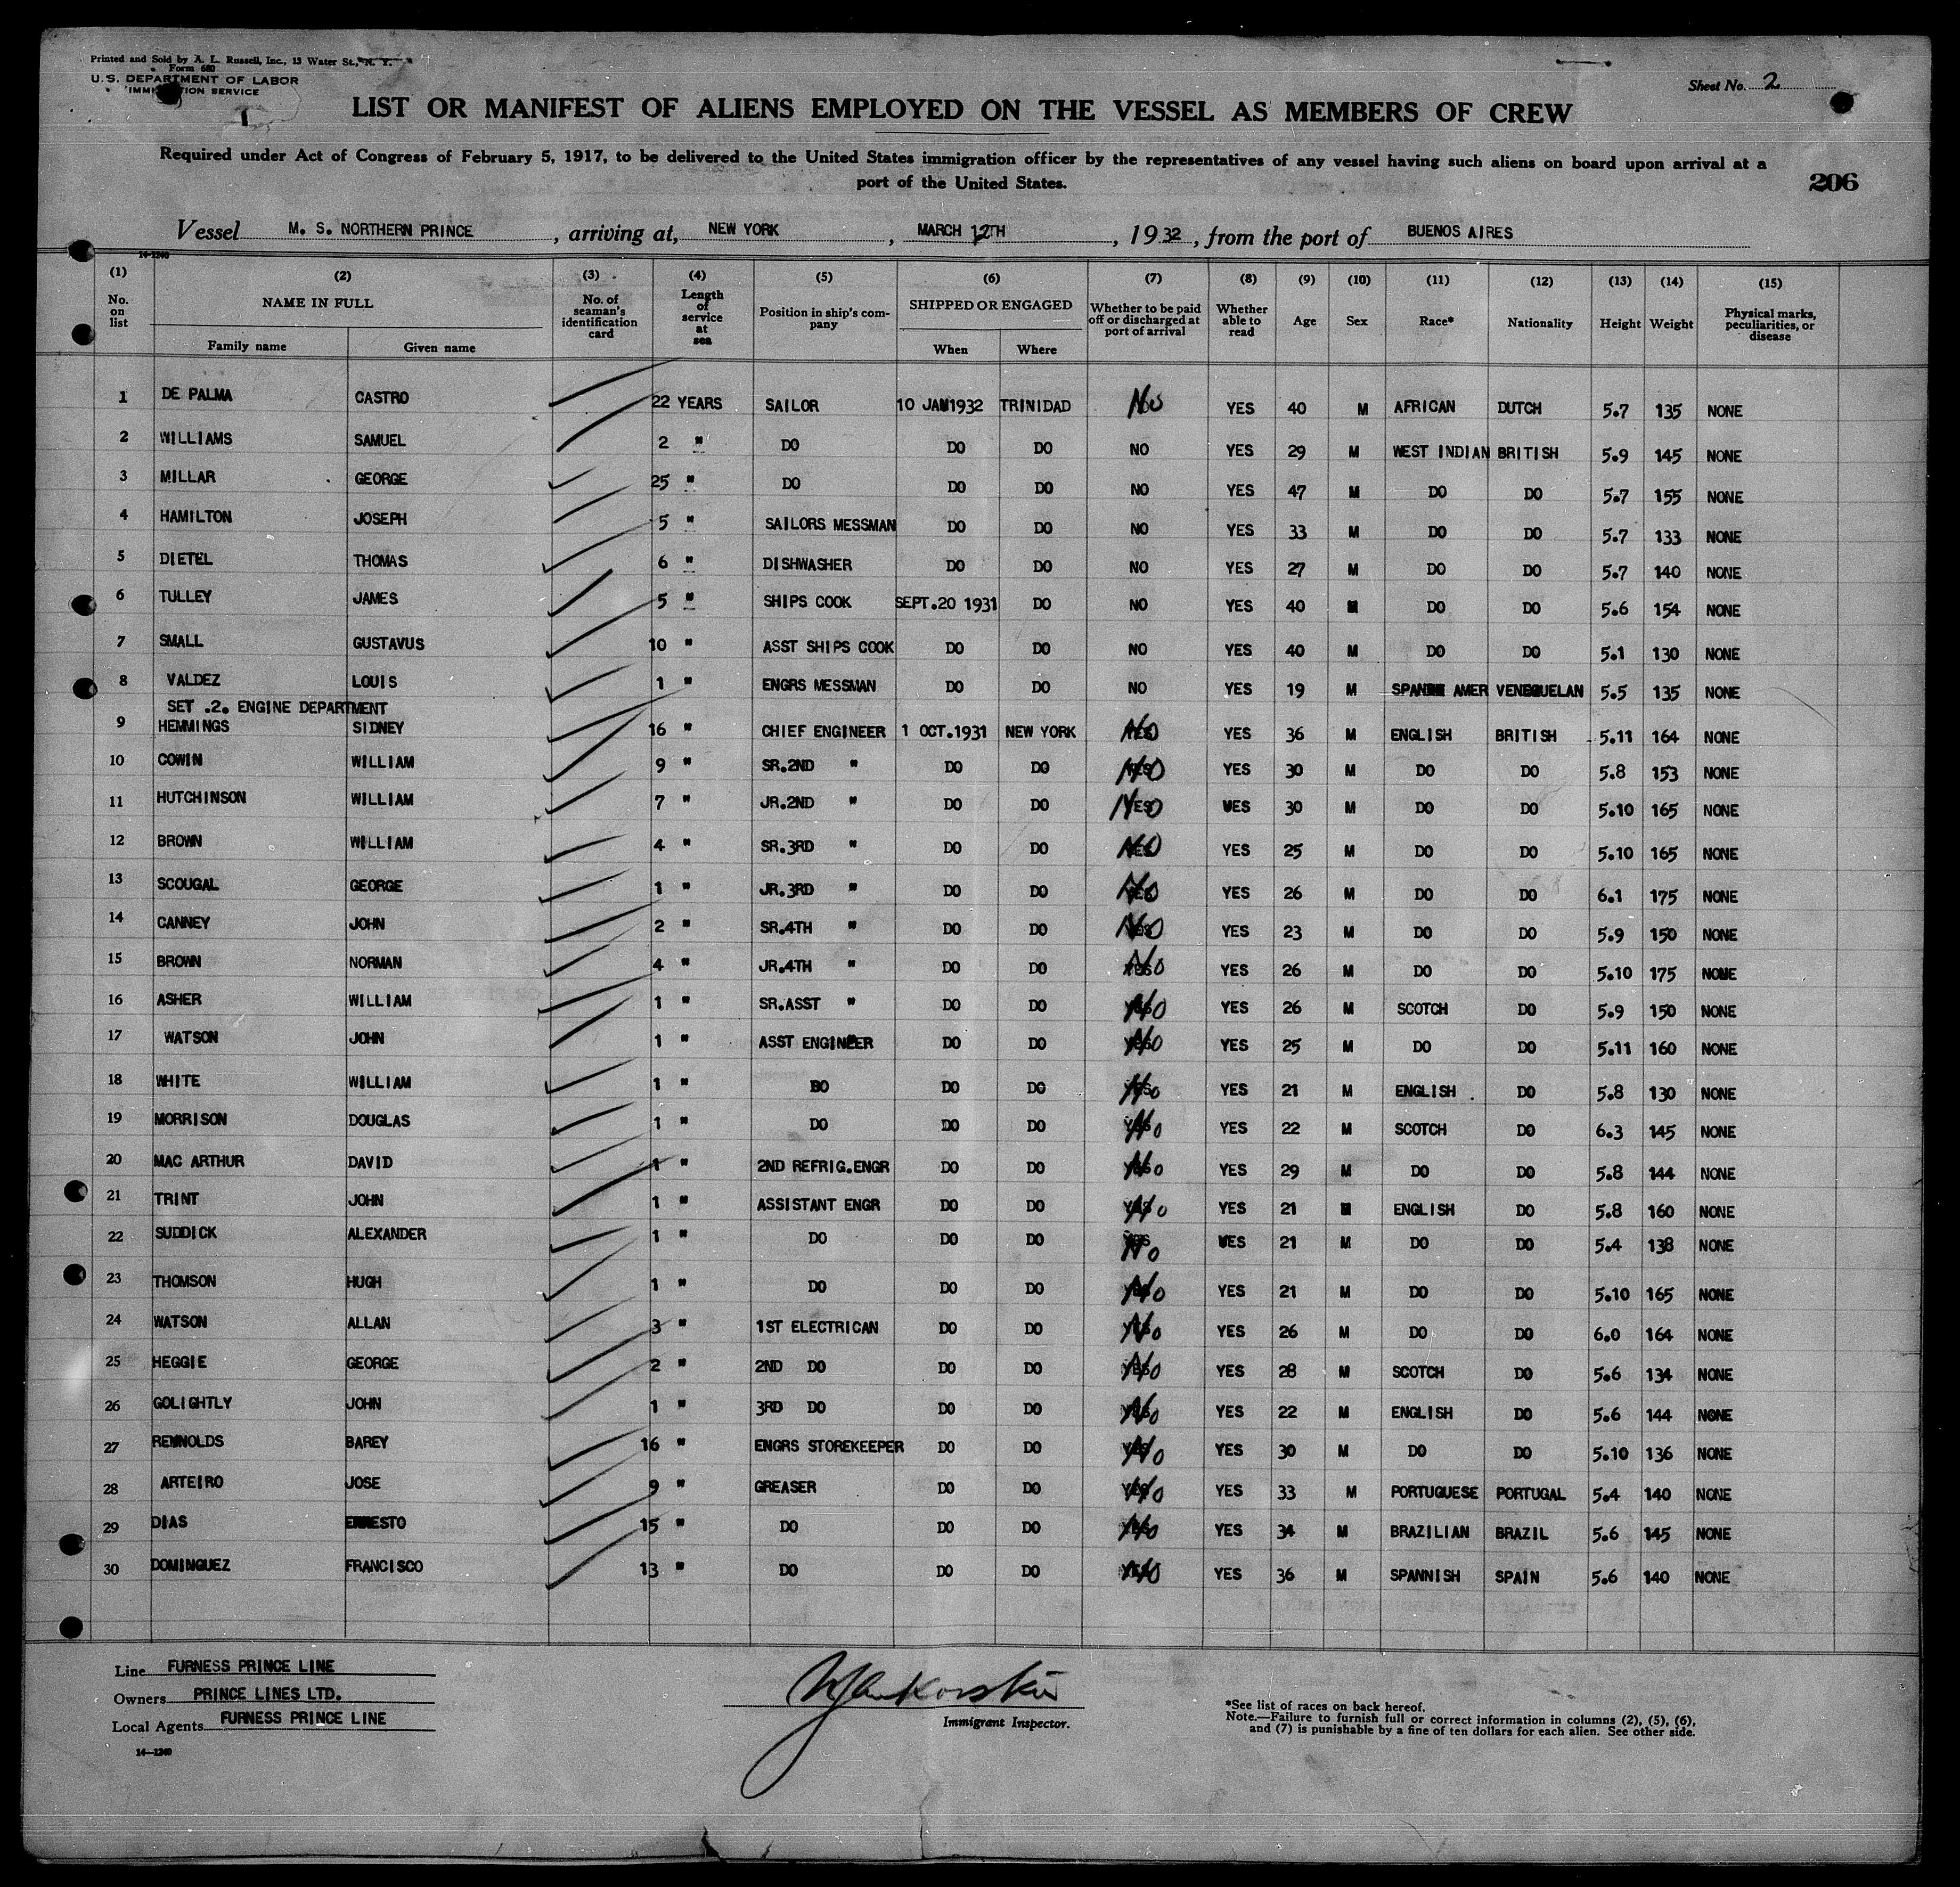 Printed and Sold by A. L. Russell, Inc., 13 Water St., N. Y.
Form 680
U.S. DEPARTMENT OF LABOR
IMMIGRATION SERVICE
Sheet No. 2
LIST OR MANIFEST OF ALIENS EMPLOYED ON THE VESSEL AS MEMBERS OF CREW
Required under Act of Congress of February 5, 1917, to be delivered to the United States immigration officer by the representatives of any vessel having such aliens on board upon arrival at a
port of the United States.
206
Vessel M. S. NORTHERN PRINCE, arriving at, NEW YORK, MARCH 12TH, 1932, from the port of BUENOS AIRES
14-1240
(1) (2) (3) (4) (5) (6) (7) (8) (9) (10) (11) (12) (13) (14) (15)
No. on list NAME IN FULL Family name Given name No. of seaman's identification card Length of service at sea Position in ship's company SHIPPED OR ENGAGED When Where Whether to be paid off or discharged at port of arrival Whether able to read Age Sex Race* Nationality Height Weight Physical marks, peculiarities, or disease
1 DE PALMA CASTRO 22 YEARS SAILOR 10 JAN1932 TRINIDAD No YES 40 M AFRICAN DUTCH 5.7 135 NONE
2 WILLIAMS SAMUEL 2 " DO DO DO NO YES 29 M WEST INDIAN BRITISH 5.9 145 NONE
3 MILLAR GEORGE 25 " DO DO DO NO YES 47 M DO DO 5.7 155 NONE
4 HAMILTON JOSEPH 5 " SAILORS MESSMAN DO DO NO YES 33 M DO DO 5.7 133 NONE
5 DIETEL THOMAS 6 " DISHWASHER DO DO NO YES 27 M DO DO 5.7 140 NONE
6 TULLEY JAMES 5 " SHIPS COOK SEPT.20 1931 DO NO YES 40 M DO DO 5.6 154 NONE
7 SMALL GUSTAVUS 10 " ASST SHIPS COOK DO DO NO YES 40 M DO DO 5.1 130 NONE
8 VALDEZ LOUIS 1 " ENGRS MESSMAN DO DO NO YES 19 M AMER VENEQUELAN 5.5 135 NONE
SET .2. ENGINE DEPARTMENT
9 HEMMINGS SIDNEY 16 " CHIEF ENGINEER 1 OCT.1931 NEW YORK NO YES 36 M ENGLISH BRITISH 5.11 164 NONE
10 COWIN WILLIAM 9 " SR.2ND " DO DO NO YES 30 M DO DO 5.8 153 NONE
11 HUTCHINSON WILLIAM 7 " JR.2ND " DO DO NO YES 30 M DO DO 5.10 165 NONE
12 BROWN WILLIAM 4 " SR.3RD " DO DO NO YES 25 M DO DO 5.10 165 NONE
13 SCOUGAL GEORGE 1 " JR.3RD " DO DO NO YES 26 M DO DO 6.1 175 NONE
14 CANNEY JOHN 2 " SR.4TH " DO DO NO YES 23 M DO DO 5.9 150 NONE
15 BROWN NORMAN 4 " JR.4TH " DO DO No YES 26 M DO DO 5.10 175 NONE
16 ASHER WILLIAM 1 " SR.ASST " DO DO No YES 26 M SCOTCH DO 5.9 150 NONE
17 WATSON JOHN 1 " ASST ENGINEER DO DO No YES 25 M DO DO 5.11 160 NONE
18 WHITE WILLIAM 1 " DO DO DO No YES 21 M ENGLISH . DO 5.8 130 NONE
19 MORRISON DOUGLAS 1 " DO DO DO No YES 22 M SCOTCH DO 6.3 145 NONE
20 MAC ARTHUR DAVID 1 " 2ND REFRIG.ENGR DO DO No YES 29 M DO DO 5.8 144 NONE
21 TRINT JOHN 1 " ASSISTANT ENGR DO DO No YES 21 M ENGLISH DO 5.8 160 NONE
22 SUDDICK ALEXANDER 1 " DO DO DO No YES 21 M DO DO 5.4 138 NONE
23 THOMSON HUGH 1 " DO DO DO No YES 21 M DO DO 5.10 165 NONE
24 WATSON ALLAN 3 " 1ST ELECTRICAN DO DO No YES 26 M DO DO 6.0 164 NONE
25 HEGGIE GEORGE 2 " 2ND DO DO DO No YES 28 M SCOTCH DO 5.6 134 NONE
26 GOLIGHTLY JOHN 1 " 3RD DO DO DO No YES 22 M ENGLISH DO 5.6 144 NONE
27 REWNOLDS BAREY 16 " ENGRS STOREKEEPER DO DO No YES 30 M DO DO 5.10 136 NONE
28 ARTEIRO JOSE 9 " GREASER DO DO No YES 33 M PORTUGUESE PORTUGAL 5.4 140 NONE
29 DIAS ERNESTO 15 " DO DO DO No YES 34 M BRAZILIAN BRAZIL 5.6 145 NONE
30 DOMINGUEZ FRANCISCO 13 " DO DO DO No YES 36 M SPANNISH SPAIN 5.6 140 NONE
Line FURNESS PRINCE LINE
Owners PRINCE LINES LTD.
Local Agents FURNESS PRINCE LINE
14-1240
Immigrant Inspector.
*See list of races on back hereof.
Note.—Failure to furnish full or correct information in columns (2), (5), (6),
and (7) is punishable by a fine of ten dollars for each alien. See other side.